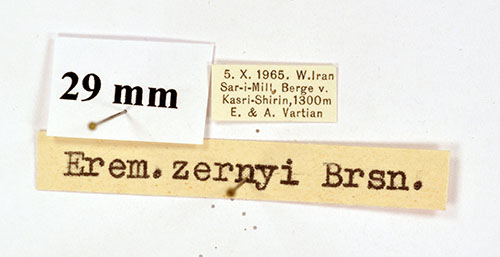 29 mm
5. X. 1965. W.Iran
Sar-i-Mill, Berge v.
Kasri-Shirin, 1300m
E. & A. Vartian
Erem. zernyi Brsn.